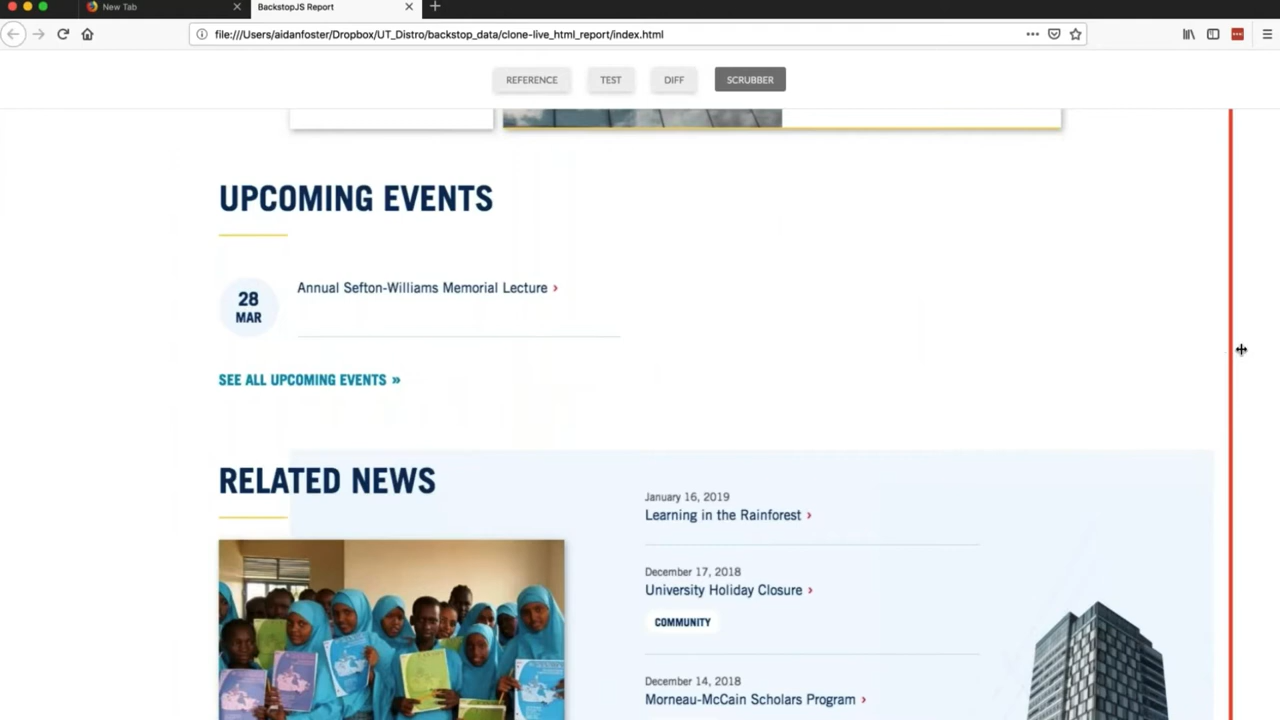 New Tab
BackstopJS Report
file:///Users/aidanfoster/Dropbox/UT_Distro/backstop_data/clone-live_html_report/index.html
REFERENCE TEST DIFF SCRUBBER
UPCOMING EVENTS
28
MAR
Annual Sefton-Williams Memorial Lecture ›
SEE ALL UPCOMING EVENTS »
RELATED NEWS
January 16, 2019
Learning in the Rainforest ›
December 17, 2018
University Holiday Closure ›
COMMUNITY
December 14, 2018
Morneau-McCain Scholars Program ›